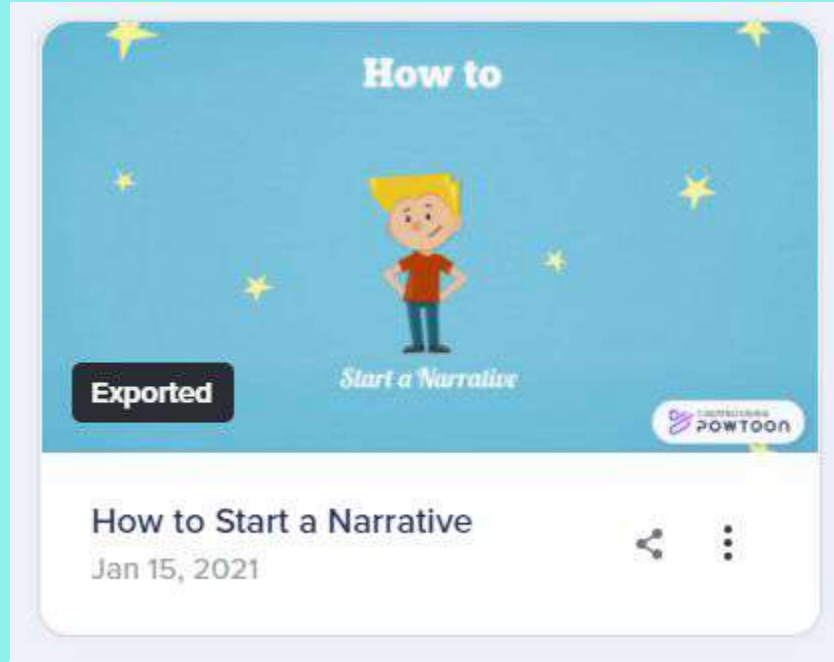 How to
Start a Narrative
Exported
POWTOON
How to Start a Narrative
Jan 15, 2021